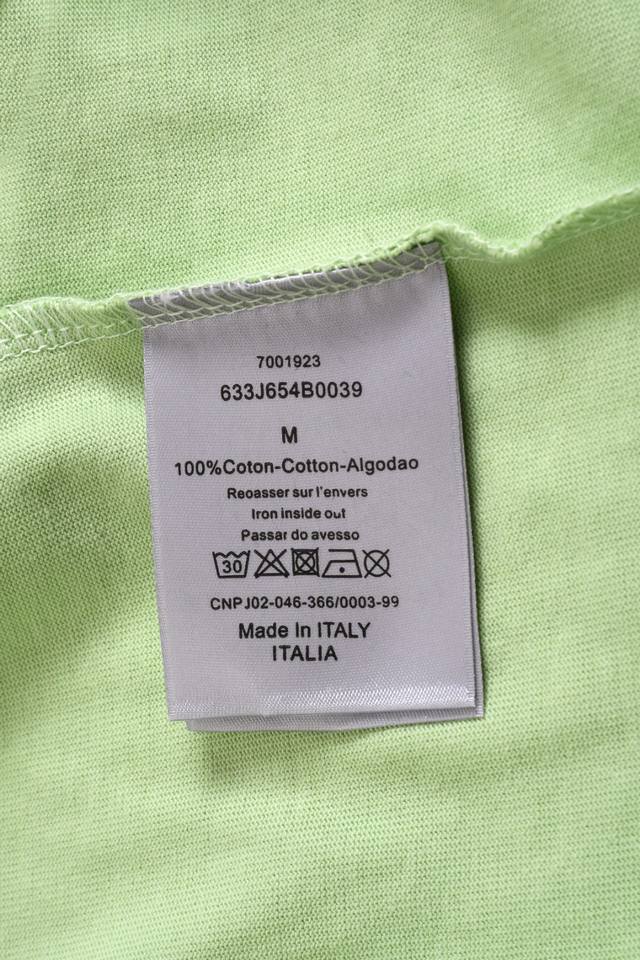 7001923
633J654B0039
M
100%Coton-Cotton-Algodao
Reoasser sur l'envers
Iron inside out
Passar do avesso
30
CNPJ02-046-366/0003-99
Made In ITALY
ITALIA